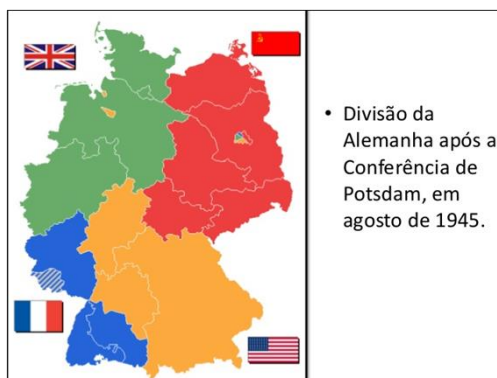 • Divisão da
Alemanha após a
Conferência de
Potsdam, em
agosto de 1945.